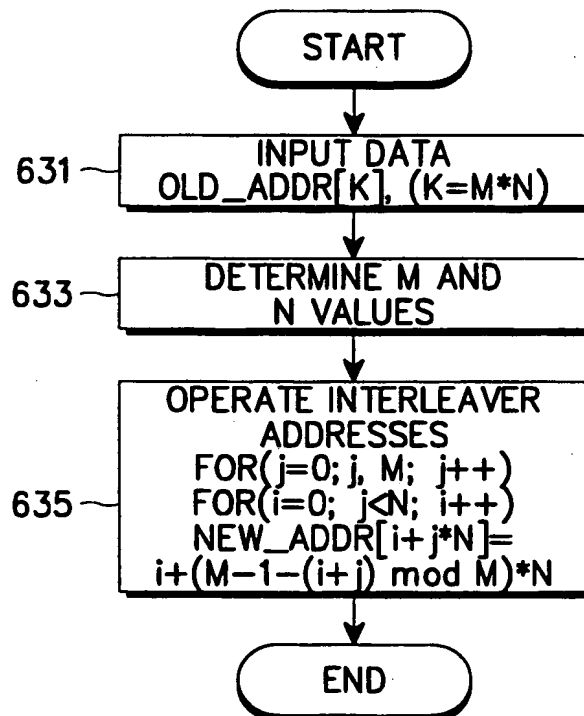 START
631
INPUT DATA
OLD_ADDR[K], (K=M*N)
633
DETERMINE M AND
N VALUES
635
OPERATE INTERLEAVER
ADDRESSES
FOR(j=0; j, M; j++)
FOR(i=0; j<N; i++)
NEW_ADDR[i+j*N]=
i+(M-1-(i+j) mod M)*N
END